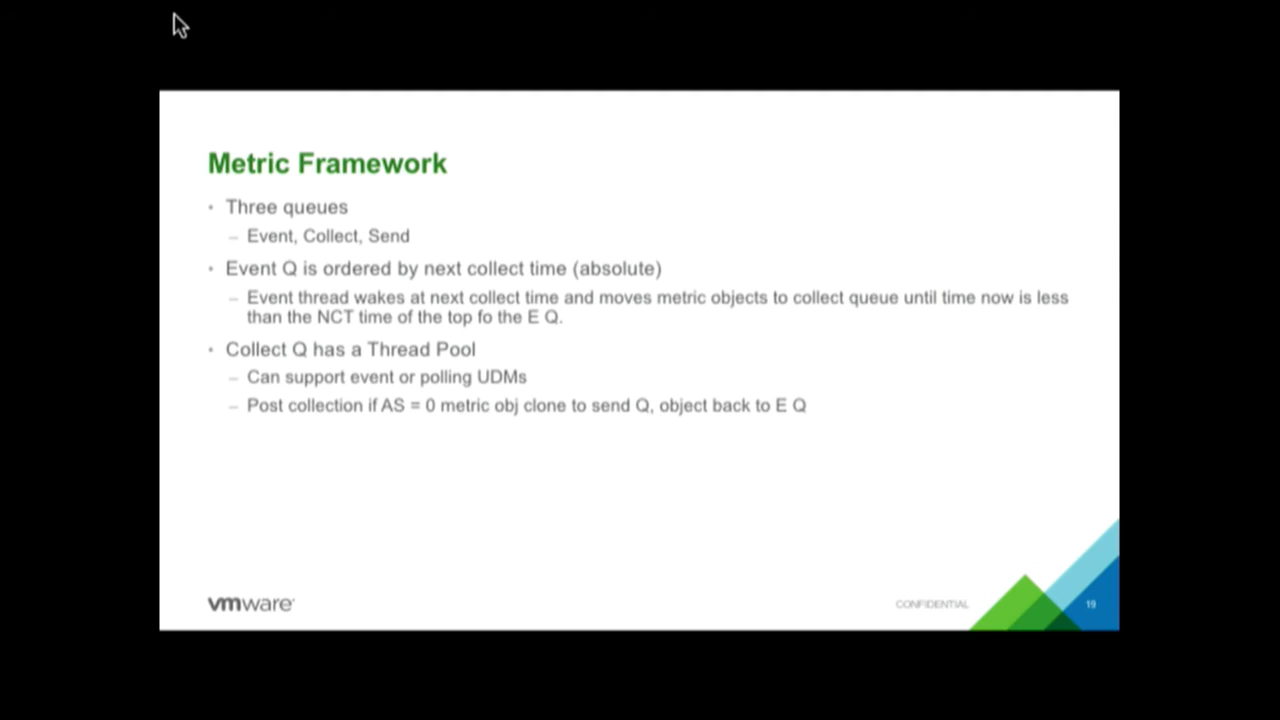 Metric Framework
• Three queues
– Event, Collect, Send
• Event Q is ordered by next collect time (absolute)
– Event thread wakes at next collect time and moves metric objects to collect queue until time now is less
than the NCT time of the top fo the E Q.
• Collect Q has a Thread Pool
– Can support event or polling UDMs
– Post collection if AS = 0 metric obj clone to send Q, object back to E Q
vmware
CONFIDENTIAL
19